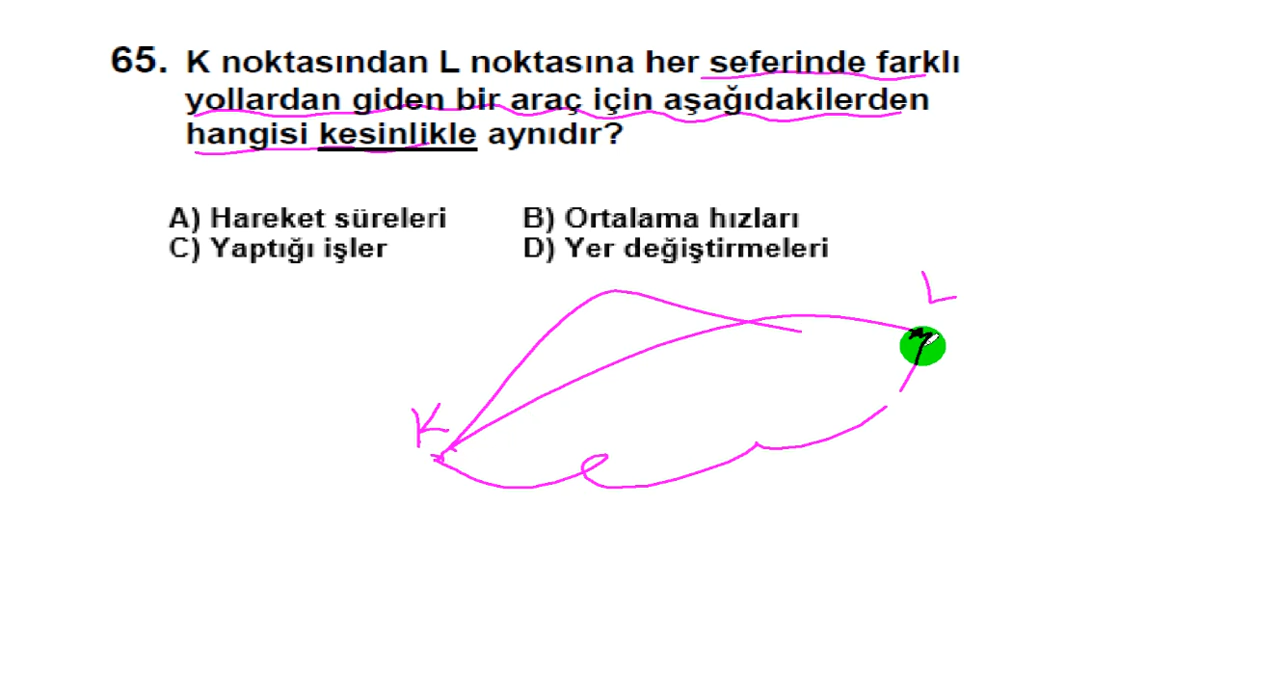 65. K noktasından L noktasına her seferinde farklı
yollardan giden bir araç için aşağıdakilerden
hangisi kesinlikle aynıdır?
A) Hareket süreleri B) Ortalama hızları
C) Yaptığı işler D) Yer değiştirmeleri
L
K